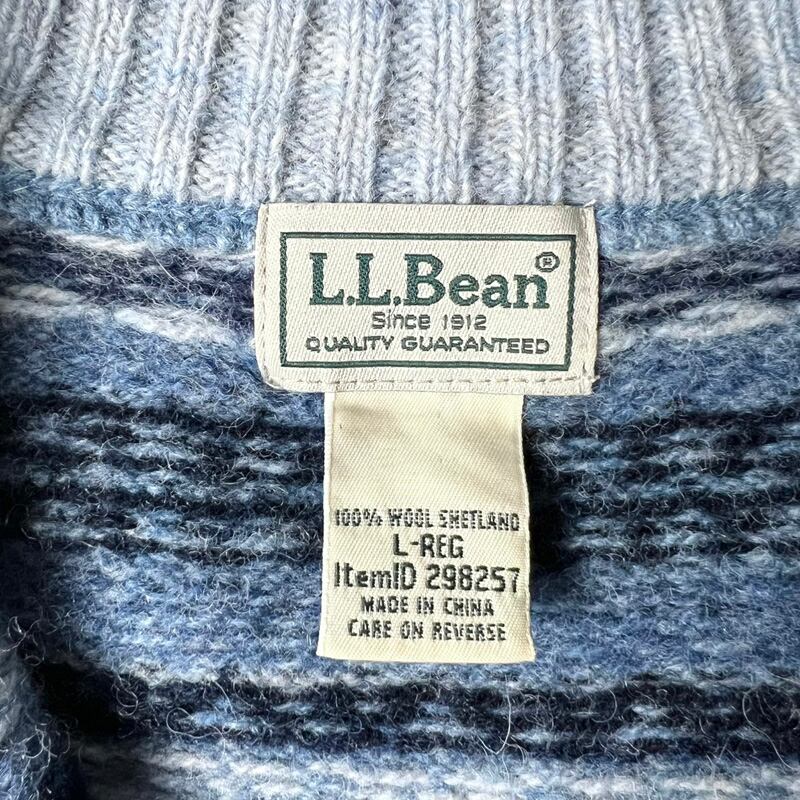 L.L.Bean®
Since 1912
QUALITY GUARANTEED
100% WOOL SHETLAND
L-REG
ItemID 298257
MADE IN CHINA
CARE ON REVERSE